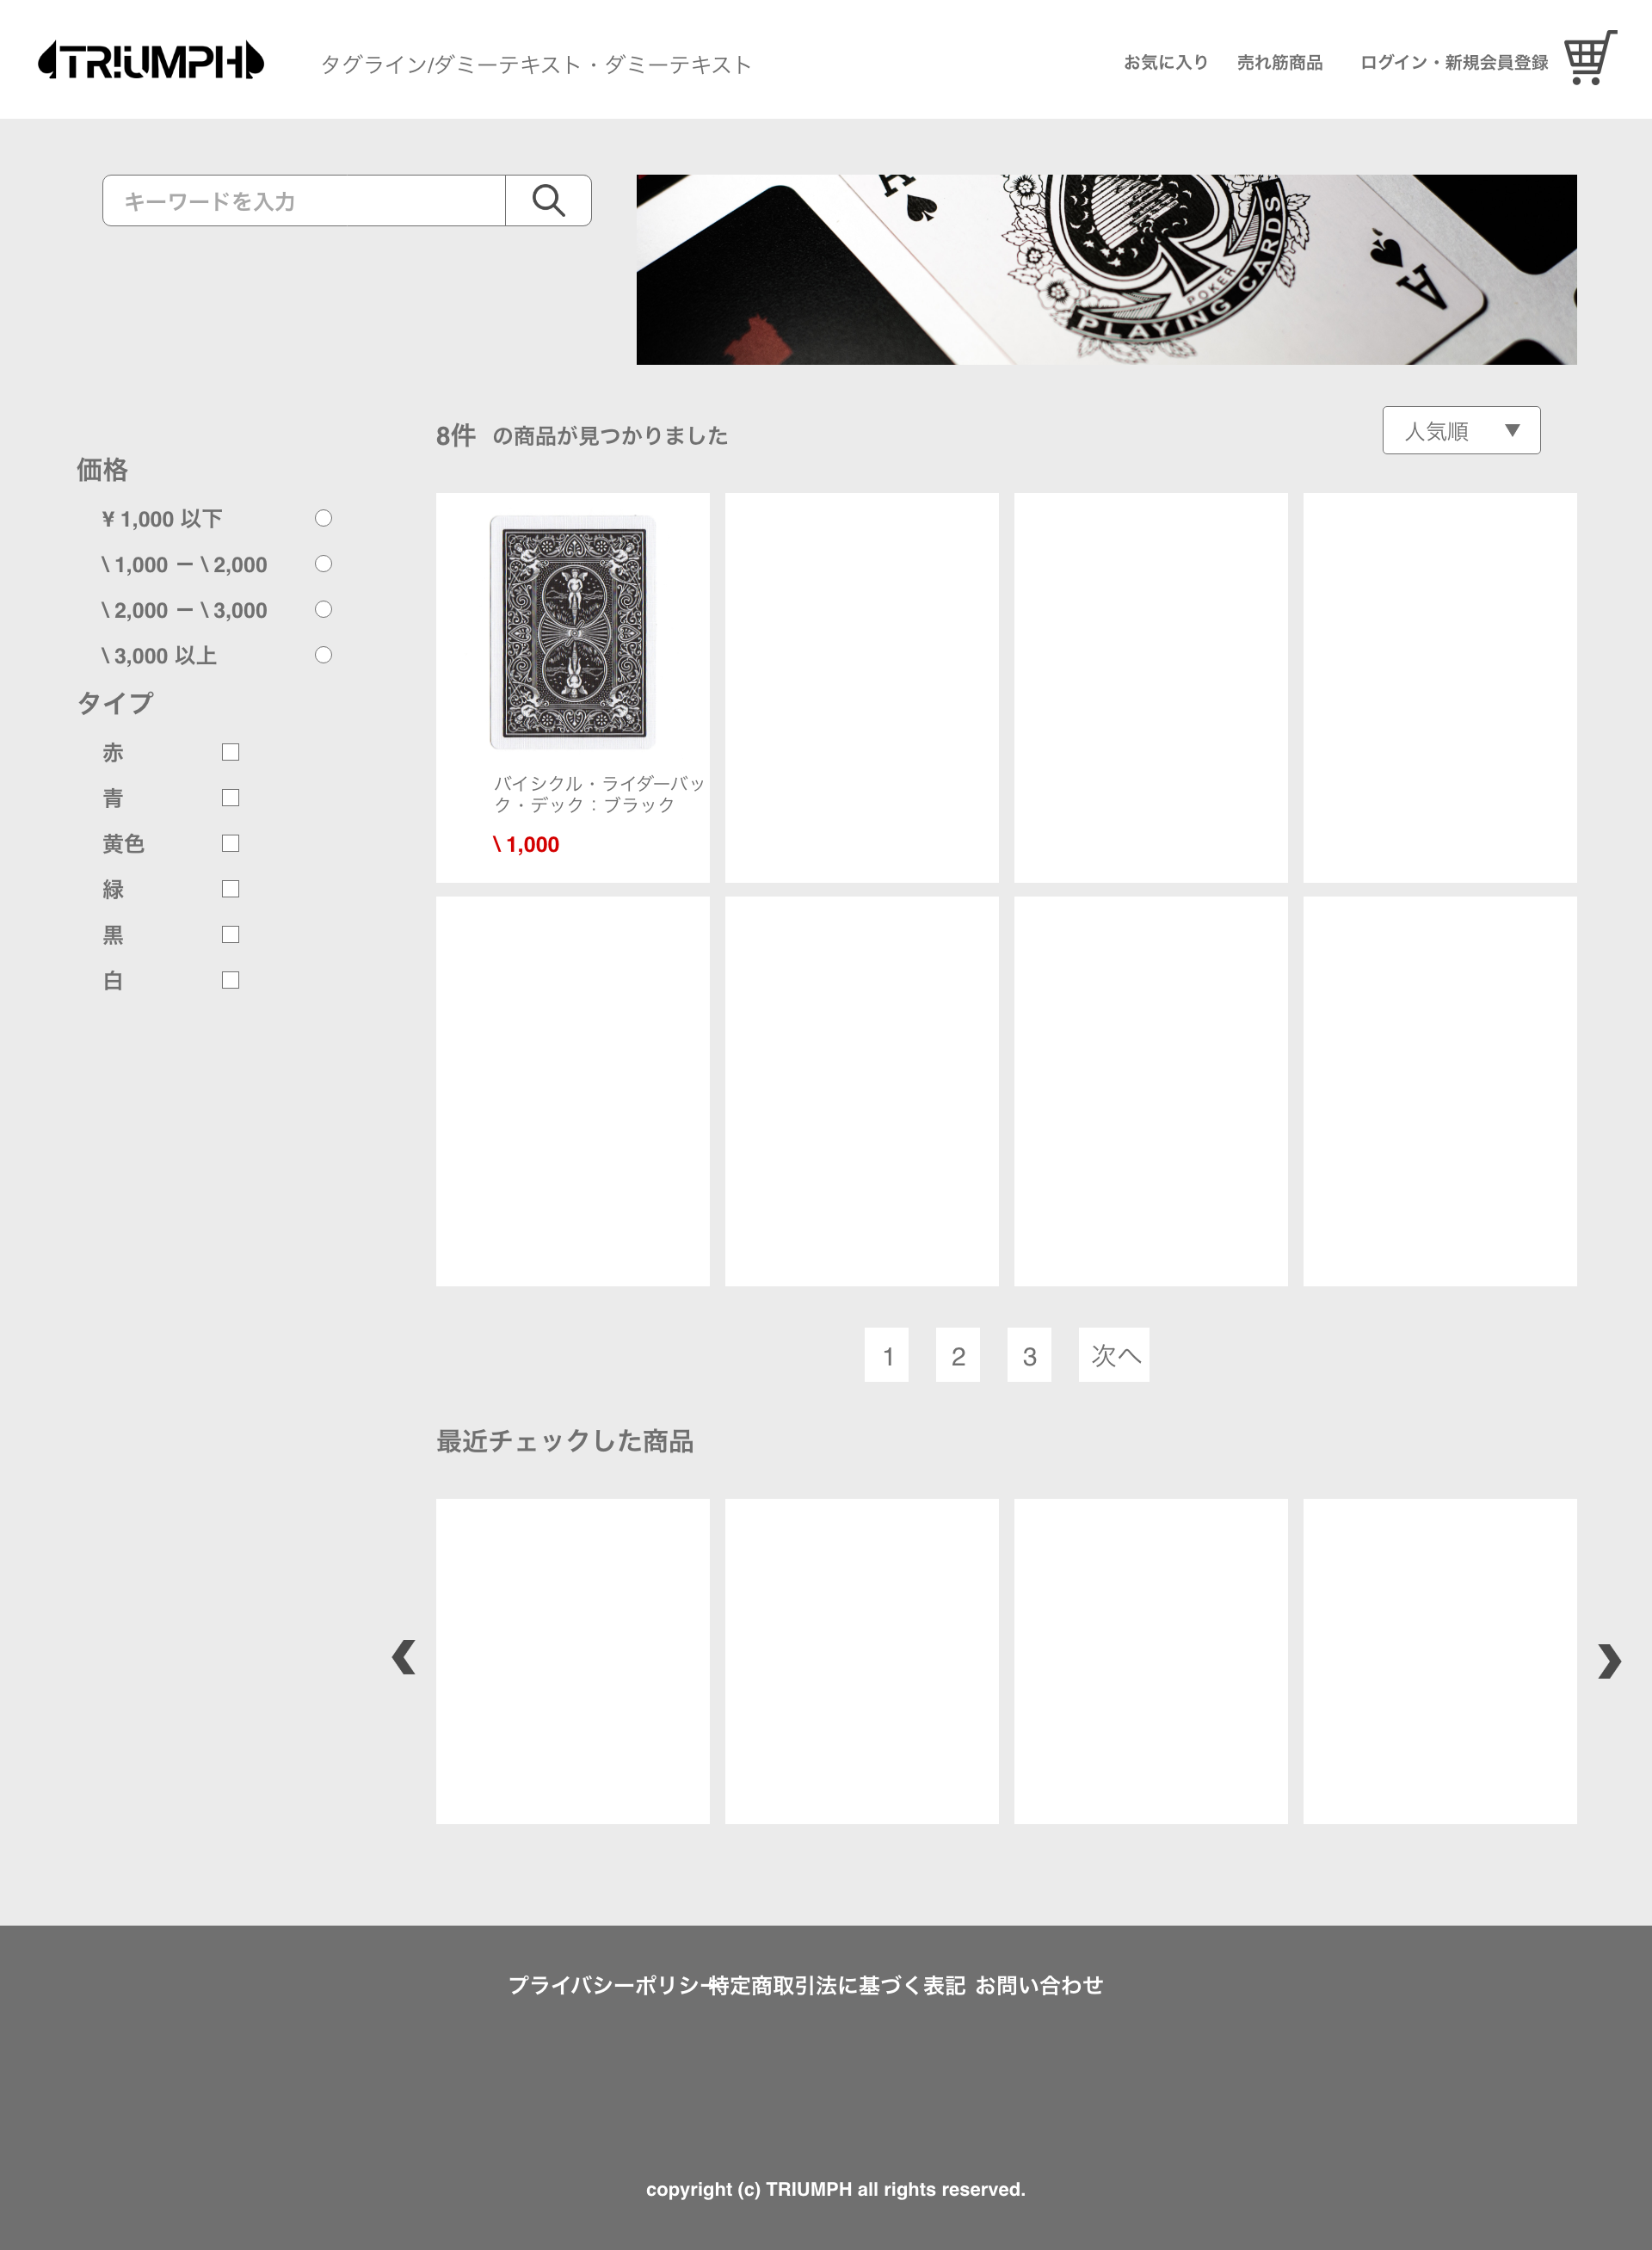 TRIUMPH
タグライン/ダミーテキスト・ダミーテキスト
お気に入り
売れ筋商品
ログイン・新規会員登録
キーワードを入力
A
POKER
PLAYING CARDS
A
8件 の商品が見つかりました
人気順 ▼
価格
¥ 1,000 以下
\ 1,000 ー \ 2,000
\ 2,000 ー \ 3,000
\ 3,000 以上
タイプ
赤
青
黄色
緑
黒
白
バイシクル・ライダーバッ
ク・デック：ブラック
\ 1,000
1
2
3
次へ
最近チェックした商品
プライバシーポリシー
特定商取引法に基づく表記
お問い合わせ
copyright (c) TRIUMPH all rights reserved.